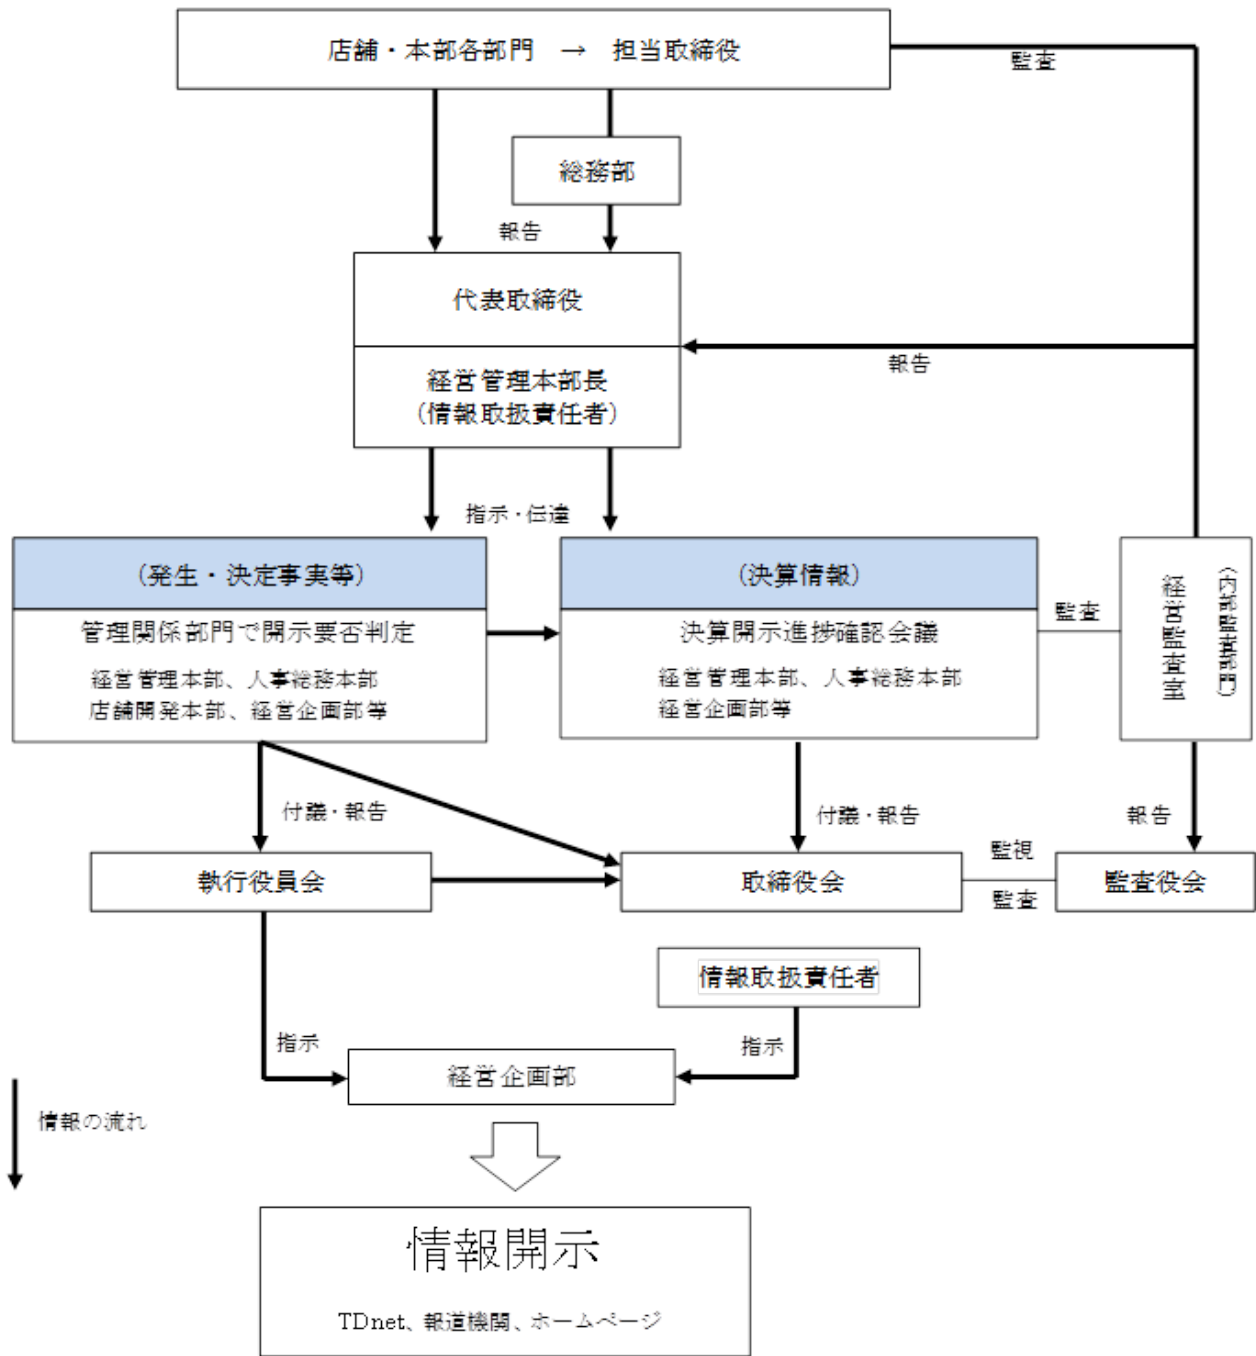 店舗・本部各部門 → 担当取締役
監査
総務部
報告
代表取締役
報告
経営管理本部長
（情報取扱責任者）
指示・伝達
（発生・決定事実等）
管理関係部門で開示要否判定
経営管理本部、人事総務本部
店舗開発本部、経営企画部等
（決算情報）
決算開示進捗確認会議
経営管理本部、人事総務本部
経営企画部等
監査
経営監査室
（内部監査部門）
付議・報告
付議・報告
報告
執行役員会
取締役会
監視
監査
監査役会
情報取扱責任者
指示
指示
経営企画部
情報の流れ
情報開示
TDnet、報道機関、ホームページ